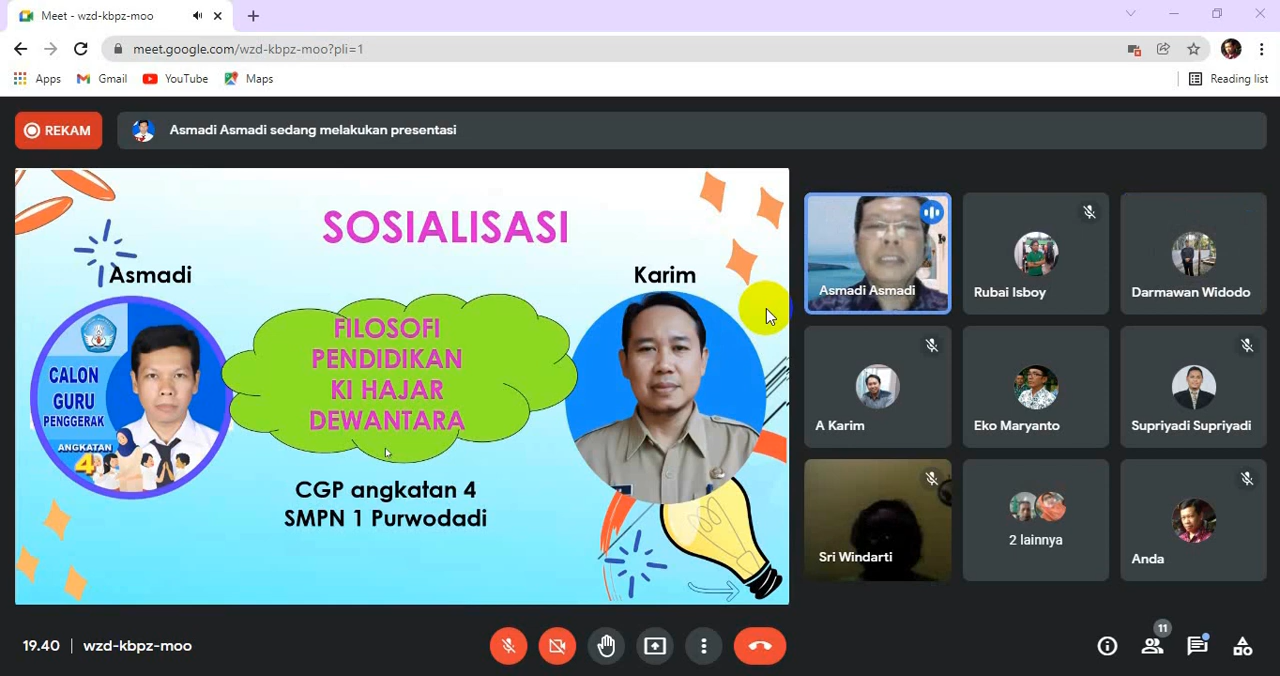 Meet - wzd-kbpz-moo
meet.google.com/wzd-kbpz-moo?pli=1
Apps
Gmail
YouTube
Maps
Reading list
REKAM
Asmadi Asmadi sedang melakukan presentasi
SOSIALISASI
Asmadi
Karim
CALON
GURU
PENGGERAK
ANGKATAN
4
FILOSOFI
PENDIDIKAN
KI HAJAR
DEWANTARA
CGP angkatan 4
SMPN 1 Purwodadi
Asmadi Asmadi
Rubai Isboy
Darmawan Widodo
A Karim
Eko Maryanto
Supriyadi Supriyadi
Sri Windarti
2 lainnya
Anda
19.40
wzd-kbpz-moo
11